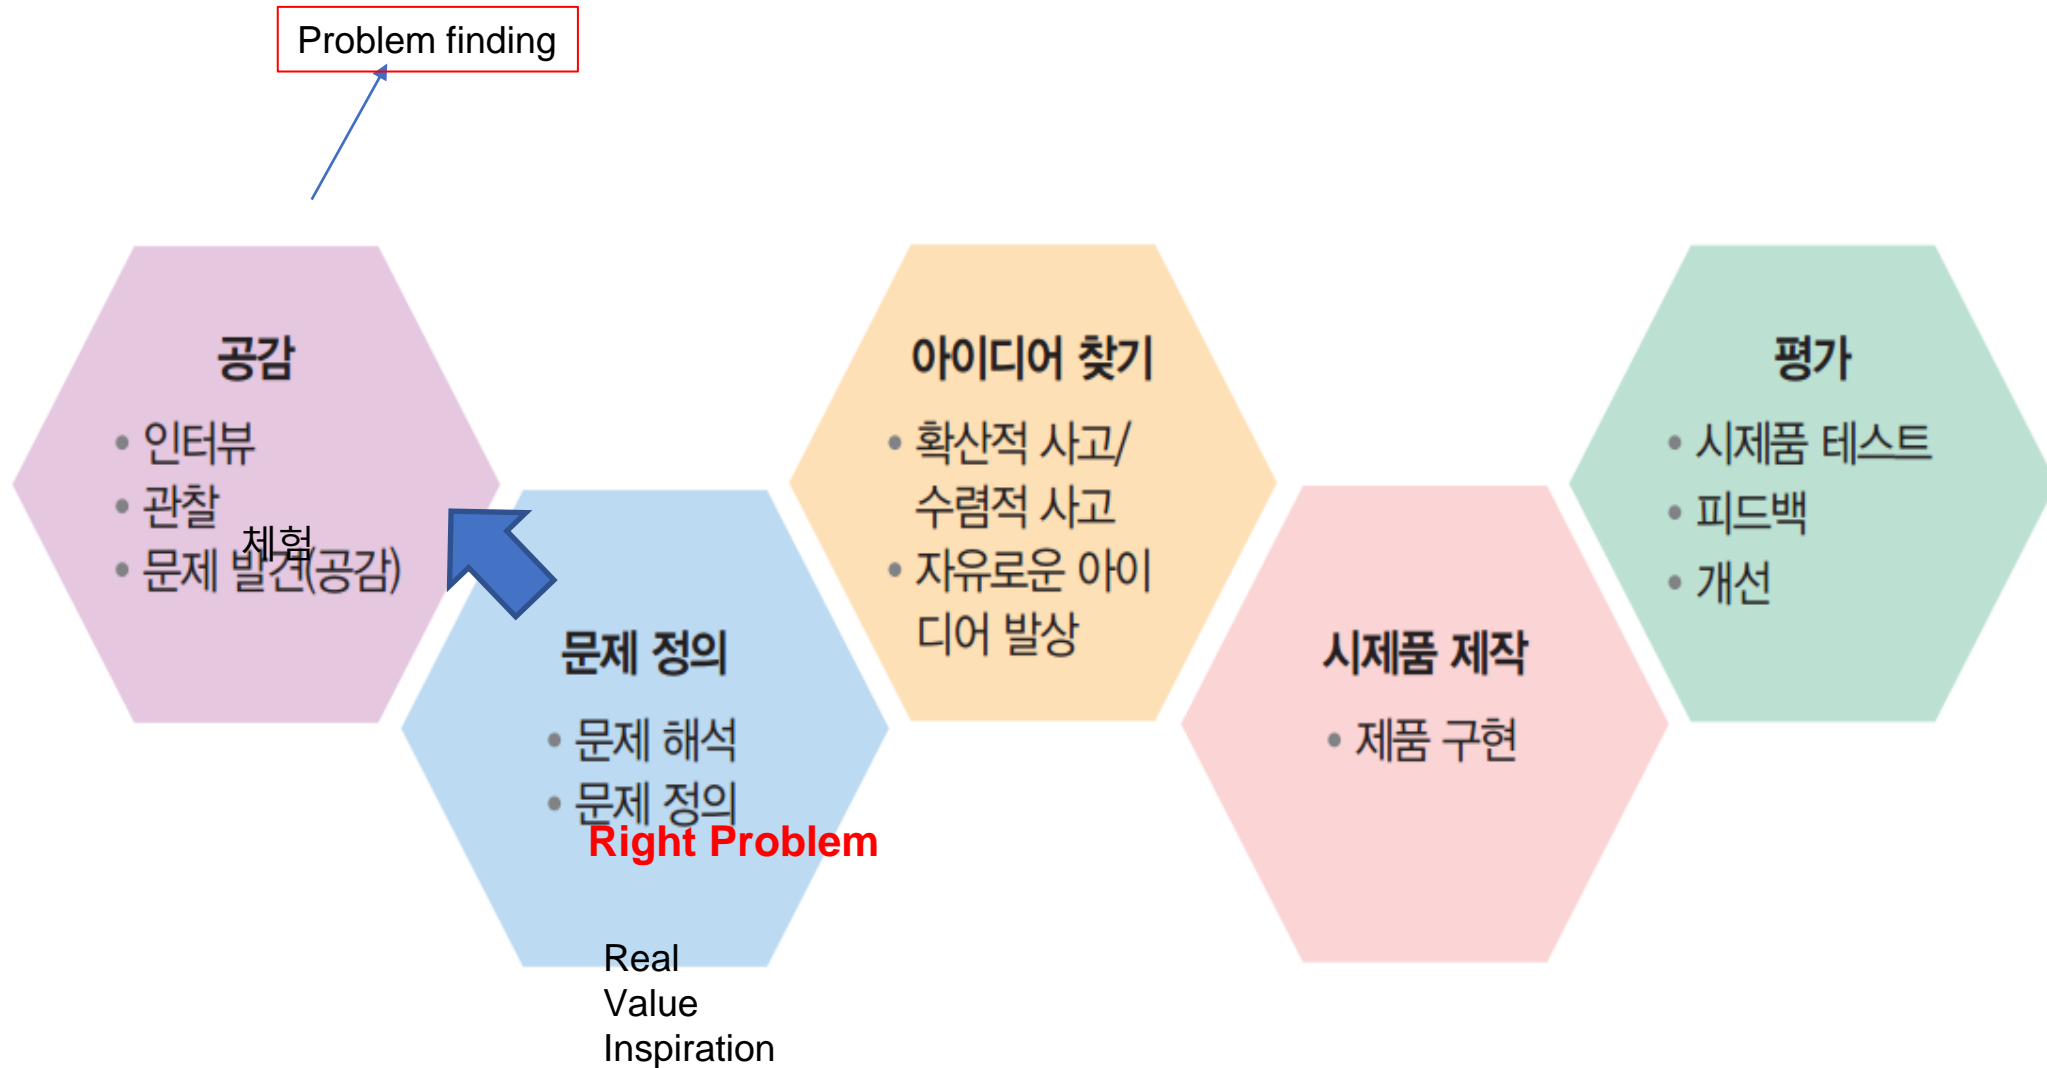 Problem finding
공감
• 인터뷰
• 관찰
체험
• 문제 발견(공감)
문제 정의
• 문제 해석
• 문제 정의
Right Problem
Real
Value
Inspiration
아이디어 찾기
• 확산적 사고/
수렴적 사고
• 자유로운 아이
디어 발상
시제품 제작
• 제품 구현
평가
• 시제품 테스트
• 피드백
• 개선